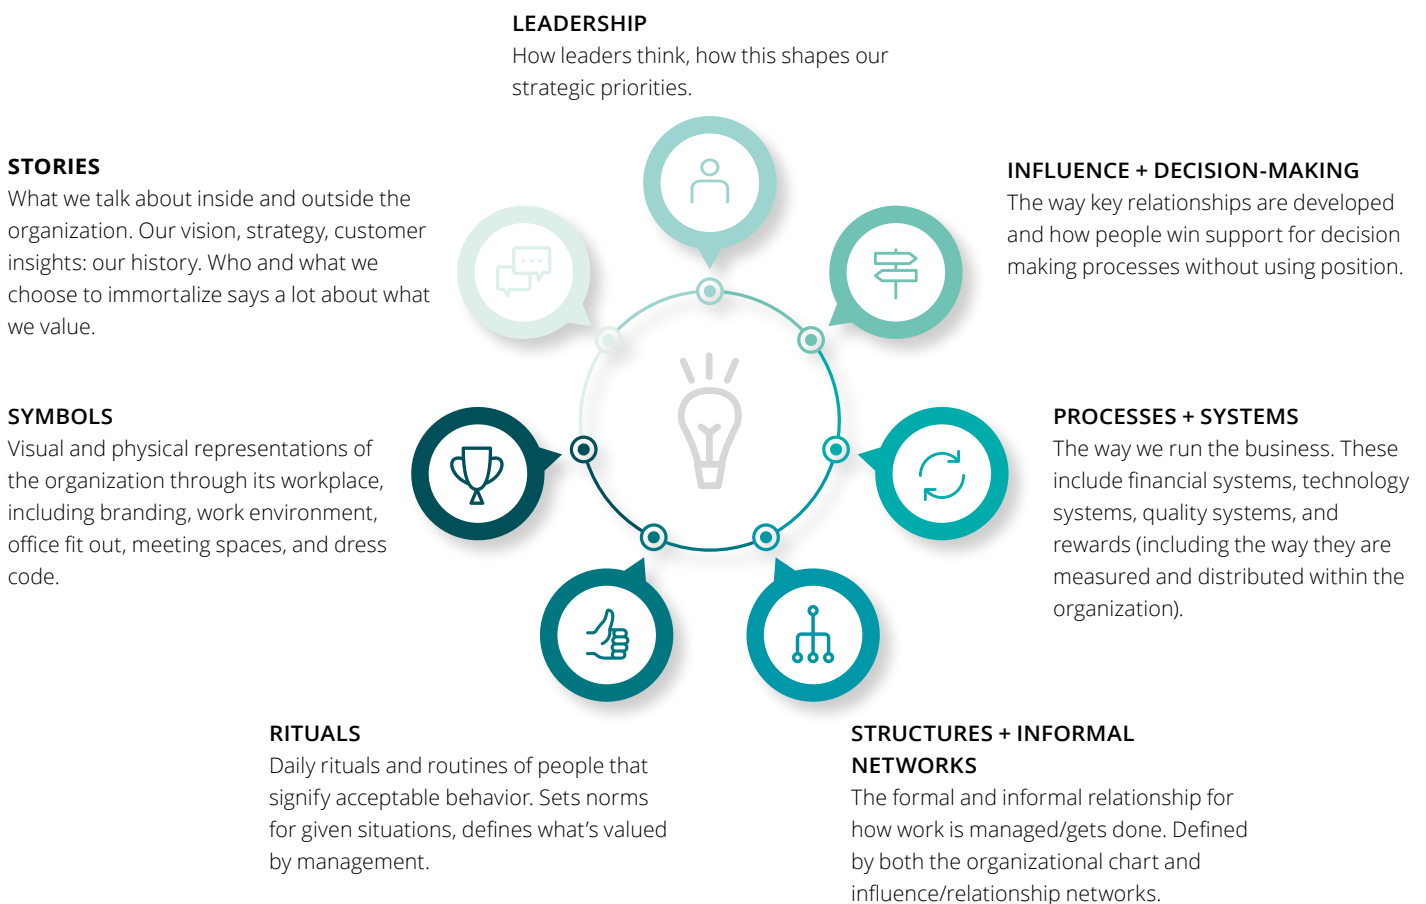 LEADERSHIP
How leaders think, how this shapes our
strategic priorities.
INFLUENCE + DECISION-MAKING
The way key relationships are developed
and how people win support for decision
making processes without using position.
PROCESSES + SYSTEMS
The way we run the business. These
include financial systems, technology
systems, quality systems, and
rewards (including the way they are
measured and distributed within the
organization).
STRUCTURES + INFORMAL
NETWORKS
The formal and informal relationship for
how work is managed/gets done. Defined
by both the organizational chart and
influence/relationship networks.
RITUALS
Daily rituals and routines of people that
signify acceptable behavior. Sets norms
for given situations, defines what’s valued
by management.
SYMBOLS
Visual and physical representations of
the organization through its workplace,
including branding, work environment,
office fit out, meeting spaces, and dress
code.
STORIES
What we talk about inside and outside the
organization. Our vision, strategy, customer
insights: our history. Who and what we
choose to immortalize says a lot about what
we value.